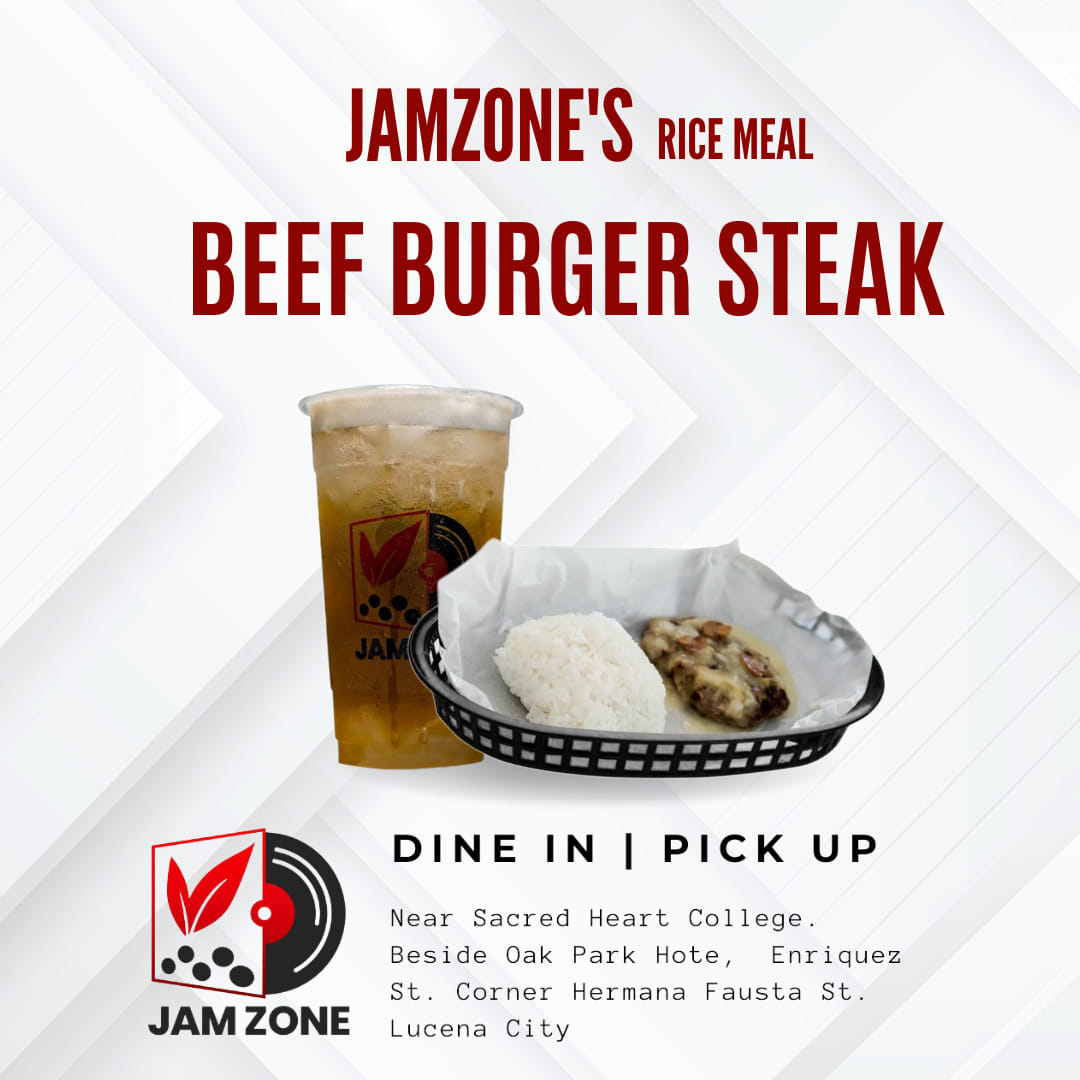 JAMZONE'S RICE MEAL
BEEF BURGER STEAK
JAM
DINE IN | PICK UP
Near Sacred Heart College.
Beside Oak Park Hote, Enriquez
St. Corner Hermana Fausta St.
Lucena City
JAM ZONE